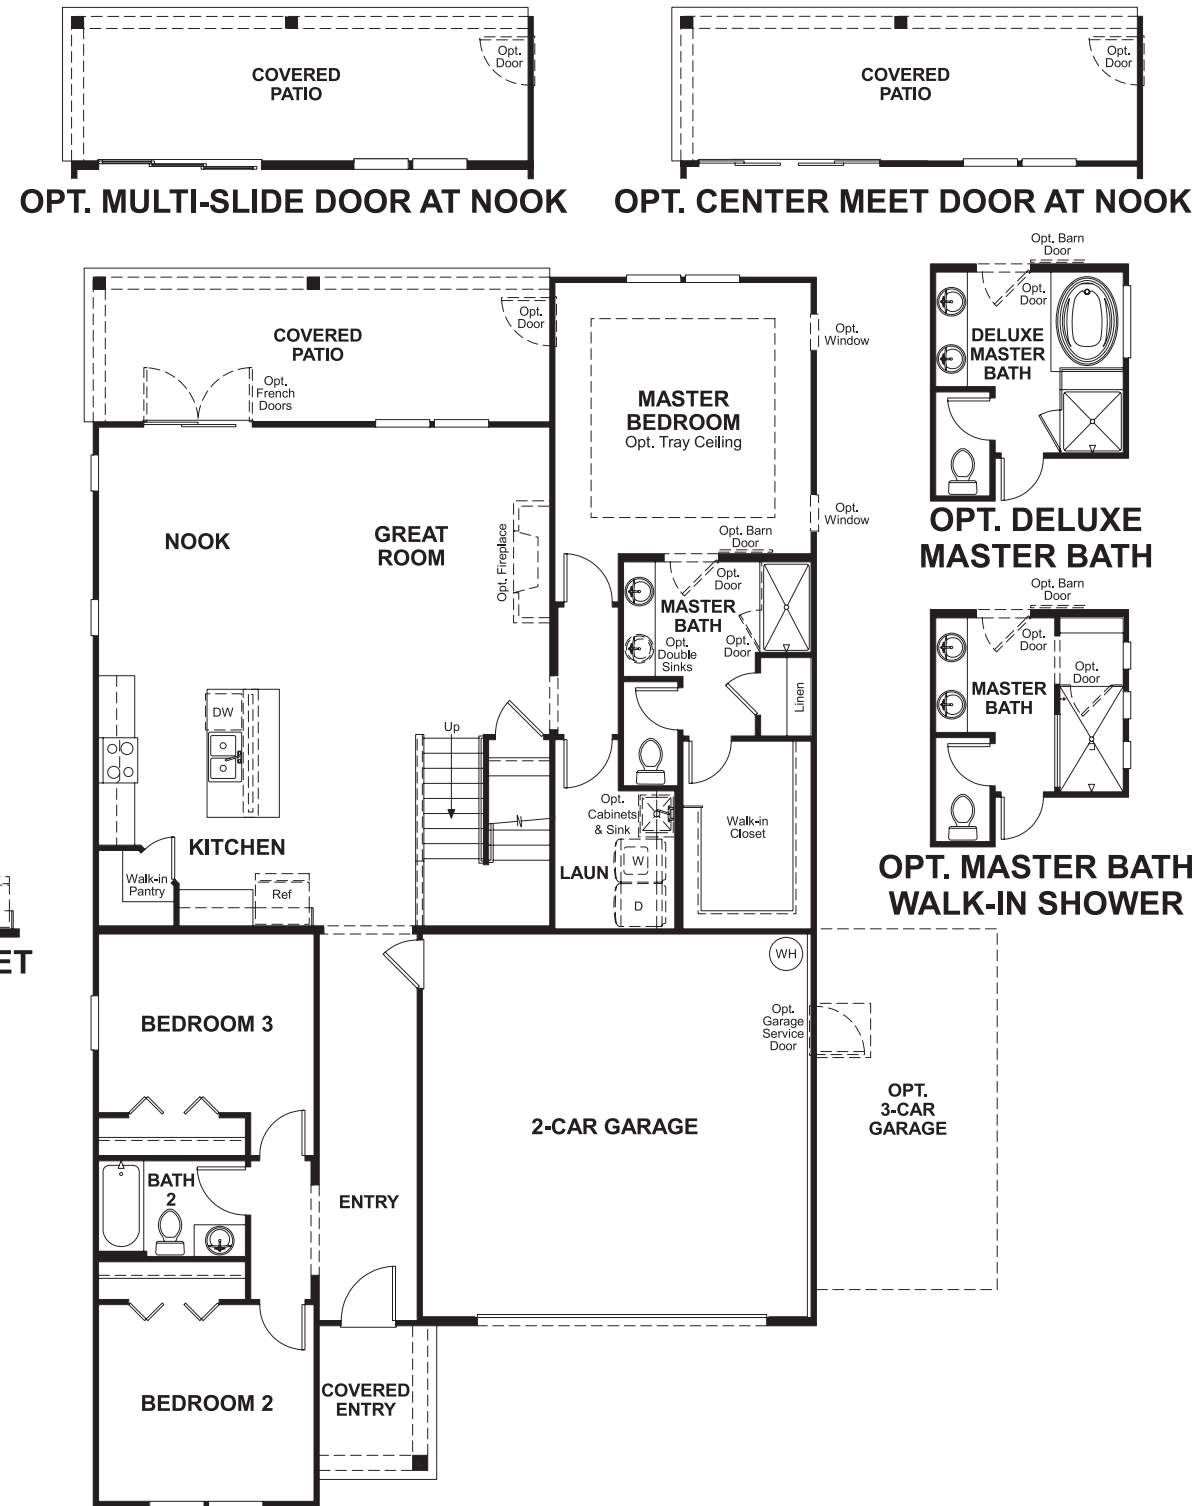 COVERED
PATIO
Opt.
Door
OPT. MULTI-SLIDE DOOR AT NOOK
COVERED
PATIO
Opt.
Door
OPT. CENTER MEET DOOR AT NOOK
COVERED
PATIO
Opt.
Door
Opt.
French
Doors
MASTER
BEDROOM
Opt. Tray Ceiling
Opt.
Window
Opt.
Window
Opt. Barn
Door
Opt.
Door
DELUXE
MASTER
BATH
OPT. DELUXE
MASTER BATH
NOOK
GREAT
ROOM
Opt. Fireplace
Opt. Barn
Door
Opt.
Door
MASTER
BATH
Opt.
Double
Sinks
Opt.
Door
Linen
Opt. Barn
Door
Opt.
Door
Opt.
Door
MASTER
BATH
OPT. MASTER BATH
WALK-IN SHOWER
DW
Up
KITCHEN
Walk-in
Pantry
Ref
N
Opt.
Cabinets
& Sink
LAUN
W
D
Walk-in
Closet
ET
WH
BEDROOM 3
Opt.
Garage
Service
Door
2-CAR GARAGE
OPT.
3-CAR
GARAGE
BATH
2
ENTRY
BEDROOM 2
COVERED
ENTRY